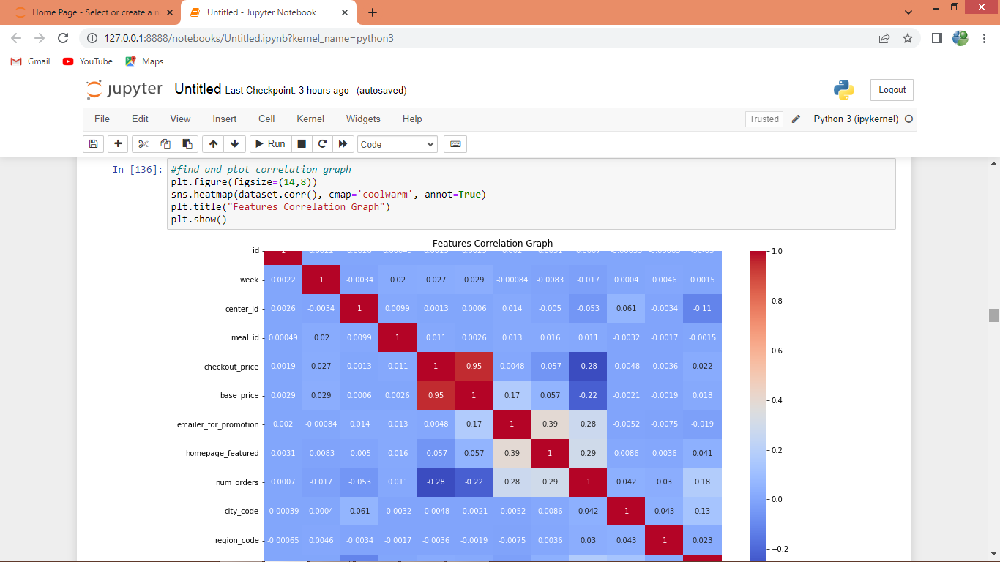 Home Page - Select or create a n
Untitled - Jupyter Notebook
127.0.0.1:8888/notebooks/Untitled.ipynb?kernel_name=python3
Gmail YouTube Maps
jupyter Untitled Last Checkpoint: 3 hours ago (autosaved)
Logout
File Edit View Insert Cell Kernel Widgets Help
Trusted Python 3 (ipykernel)
Run Code
In [136]: #find and plot correlation graph
plt.figure(figsize=(14,8))
sns.heatmap(dataset.corr(), cmap='coolwarm', annot=True)
plt.title("Features Correlation Graph")
plt.show()
Features Correlation Graph
id
week 0.0022 1 -0.0034 0.02 0.027 0.029 -0.00084 -0.0083 -0.017 0.0004 0.0046 0.0015
center_id 0.0026 -0.0034 1 0.0099 0.0013 0.0006 0.014 -0.005 -0.053 0.061 -0.0034 -0.11
meal_id 0.00049 0.02 0.0099 1 0.011 0.0026 0.013 0.016 0.011 -0.0032 -0.0017 -0.0015
checkout_price 0.0019 0.027 0.0013 0.011 1 0.95 0.0048 -0.057 -0.28 -0.0048 -0.0036 0.022
base_price 0.0029 0.029 0.0006 0.0026 0.95 1 0.17 0.057 -0.22 -0.0021 -0.0019 0.018
emailer_for_promotion 0.002 -0.00084 0.014 0.013 0.0048 0.17 1 0.39 0.28 -0.0052 -0.0075 -0.019
homepage_featured 0.0031 -0.0083 -0.005 0.016 -0.057 0.057 0.39 1 0.29 0.0086 0.0036 0.041
num_orders 0.0007 -0.017 -0.053 0.011 -0.28 -0.22 0.28 0.29 1 0.042 0.03 0.18
city_code -0.00039 0.0004 0.061 -0.0032 -0.0048 -0.0021 -0.0052 0.0086 0.042 1 0.043 0.13
region_code -0.00065 0.0046 -0.0034 -0.0017 -0.0036 -0.0019 -0.0075 0.0036 0.03 0.043 1 0.023
1.0
0.8
0.6
0.4
0.2
0.0
−0.2